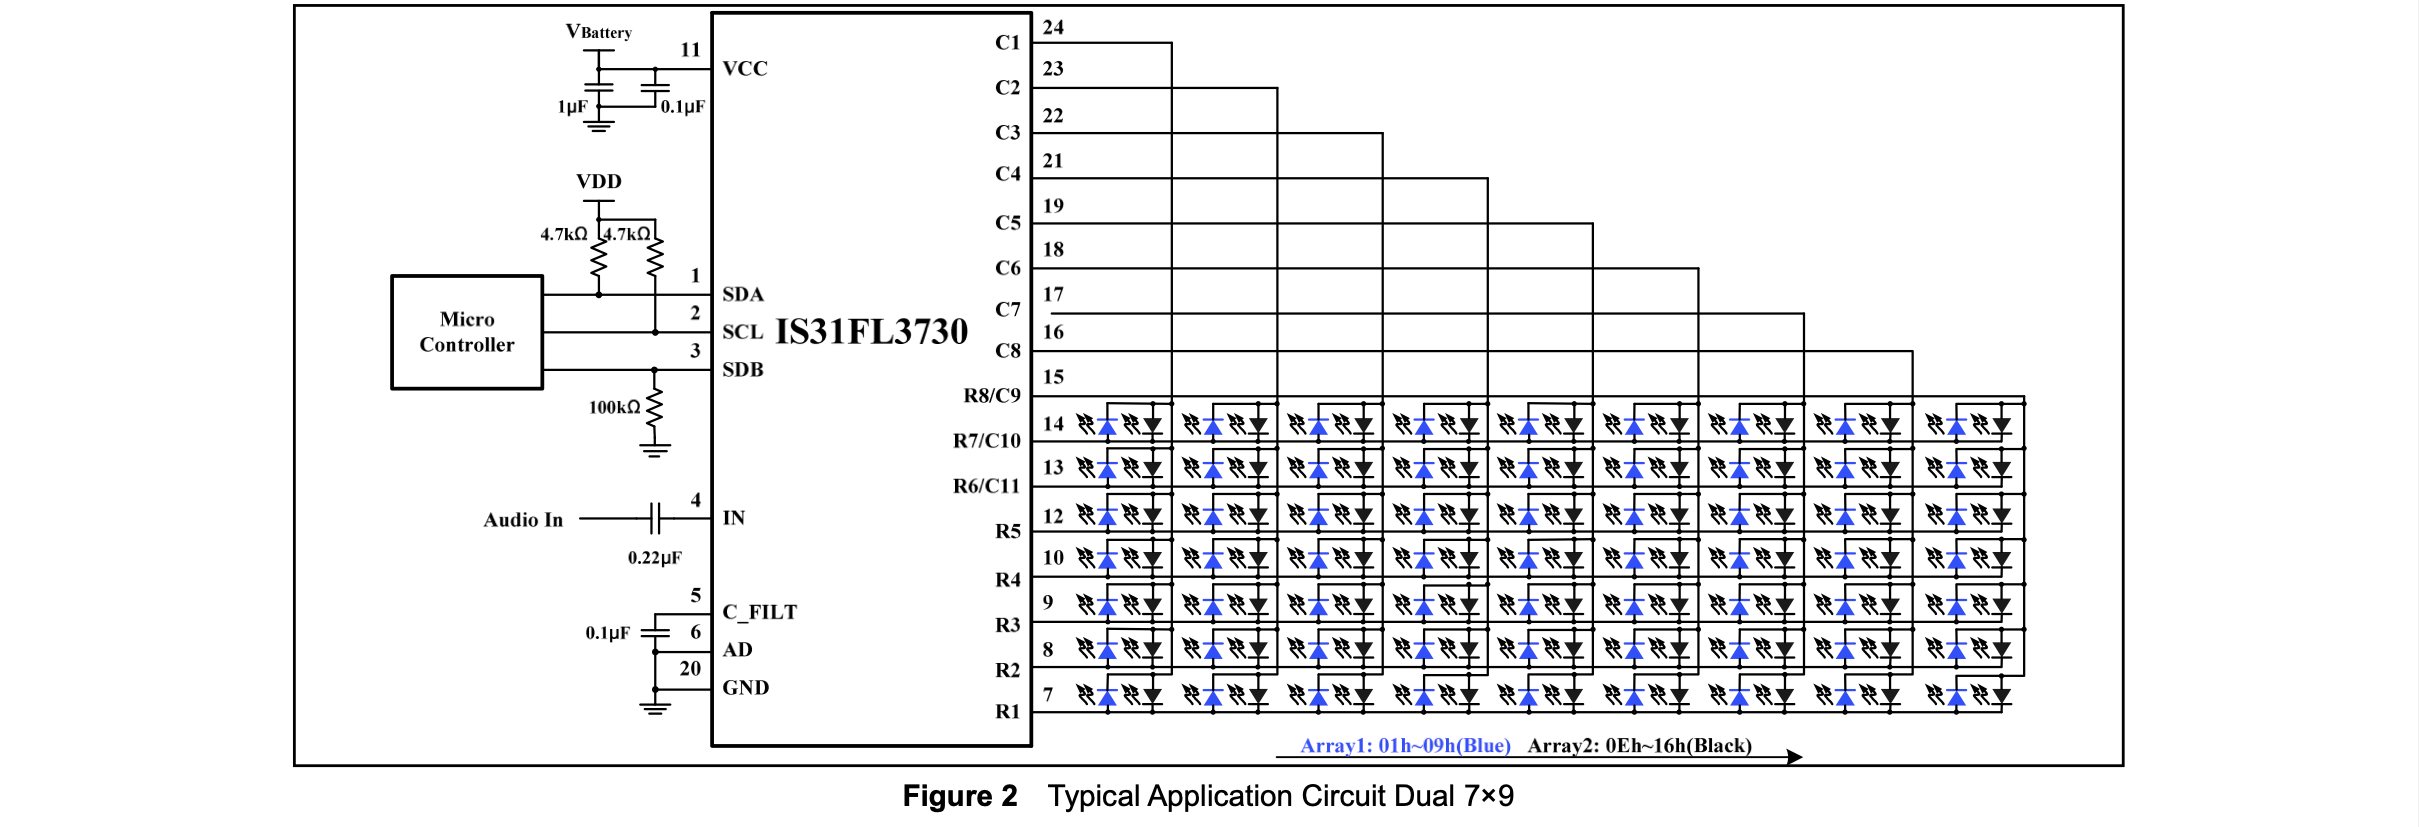 VBattery
11
VCC
1µF
0.1µF
VDD
4.7kΩ
4.7kΩ
Micro
Controller
1
SDA
2
SCL
3
SDB
100kΩ
Audio In
0.22µF
4
IN
5
C_FILT
0.1µF
6
AD
20
GND
IS31FL3730
24
C1
23
C2
22
C3
21
C4
19
C5
18
C6
17
C7
16
C8
15
R8/C9
14
R7/C10
13
R6/C11
12
R5
10
R4
9
R3
8
R2
7
R1
Array1: 01h~09h(Blue) Array2: 0Eh~16h(Black)
Figure 2 Typical Application Circuit Dual 7×9